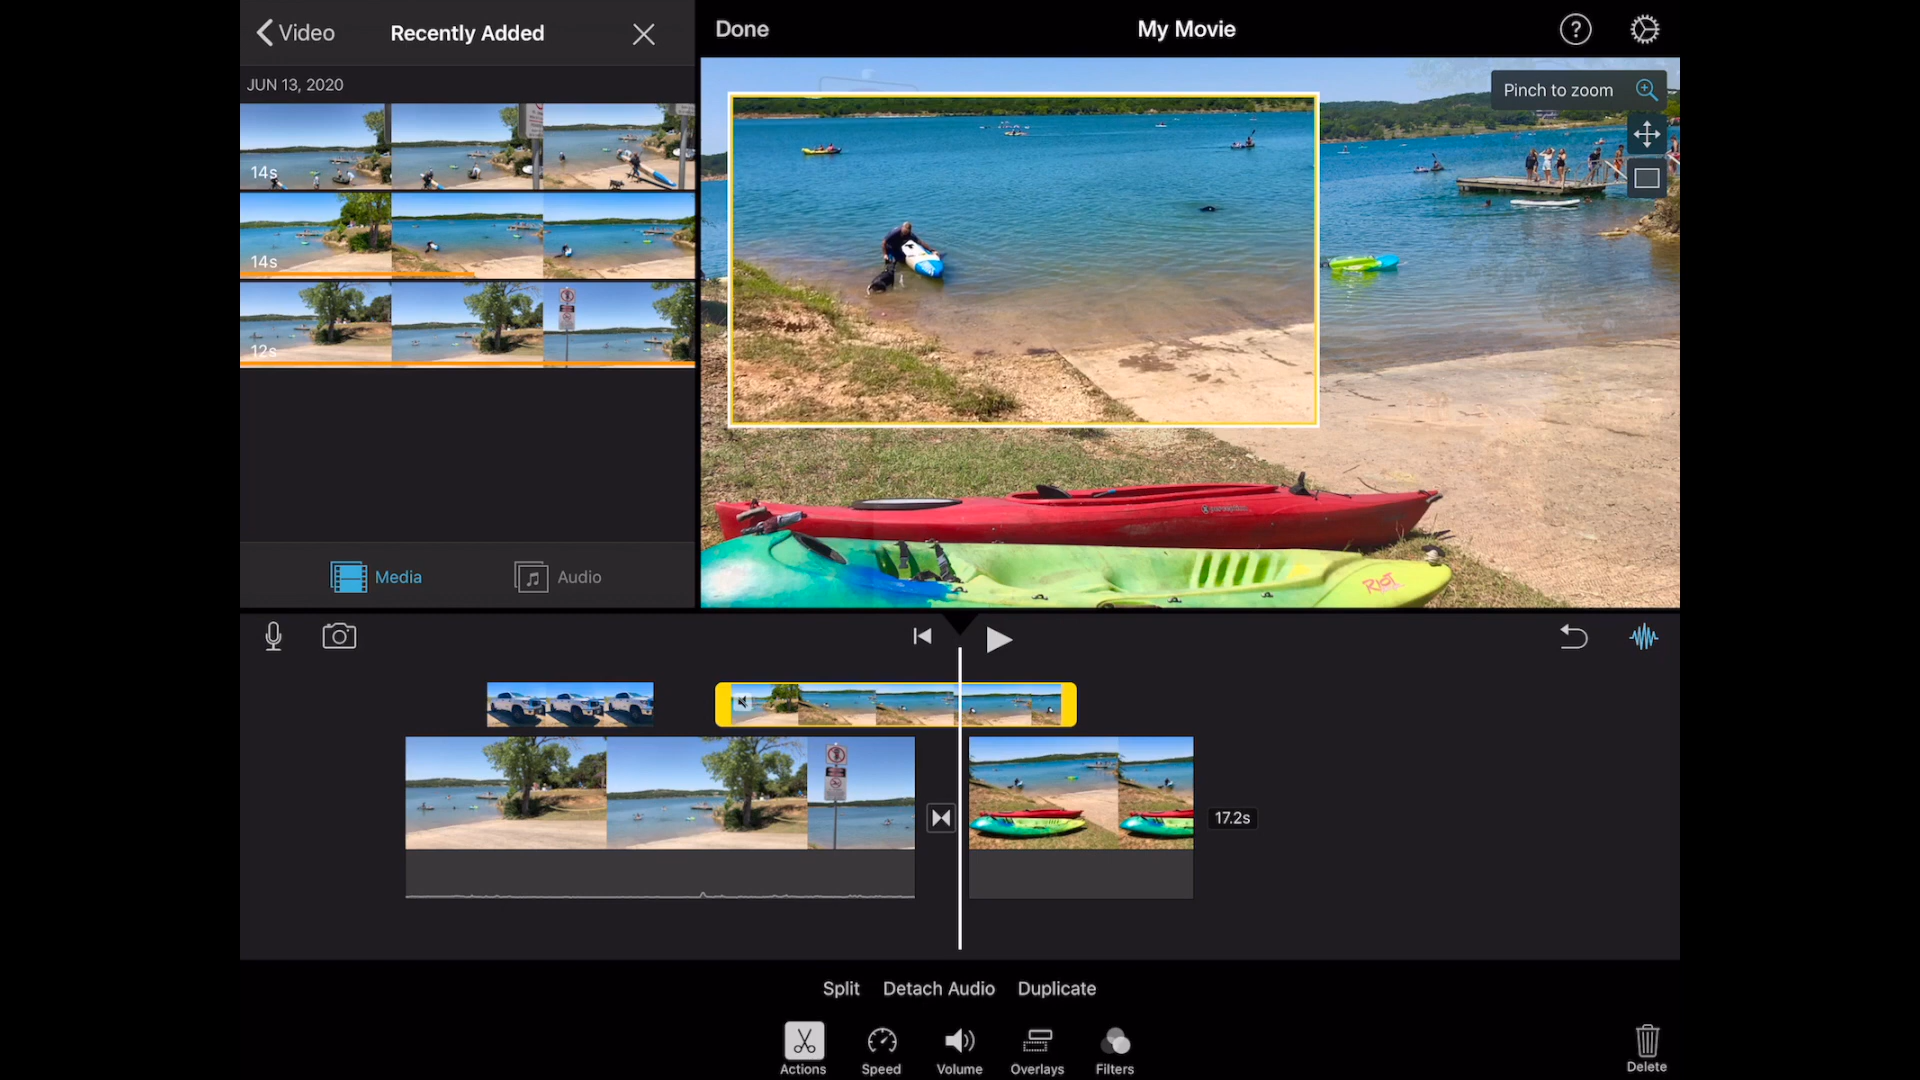 Video
Recently Added
JUN 13, 2020
14s
14s
12s
Media
Audio
Done
My Movie
?
Pinch to zoom
RIOT
17.2s
Split
Detach Audio
Duplicate
Actions
Speed
Volume
Overlays
Filters
Delete